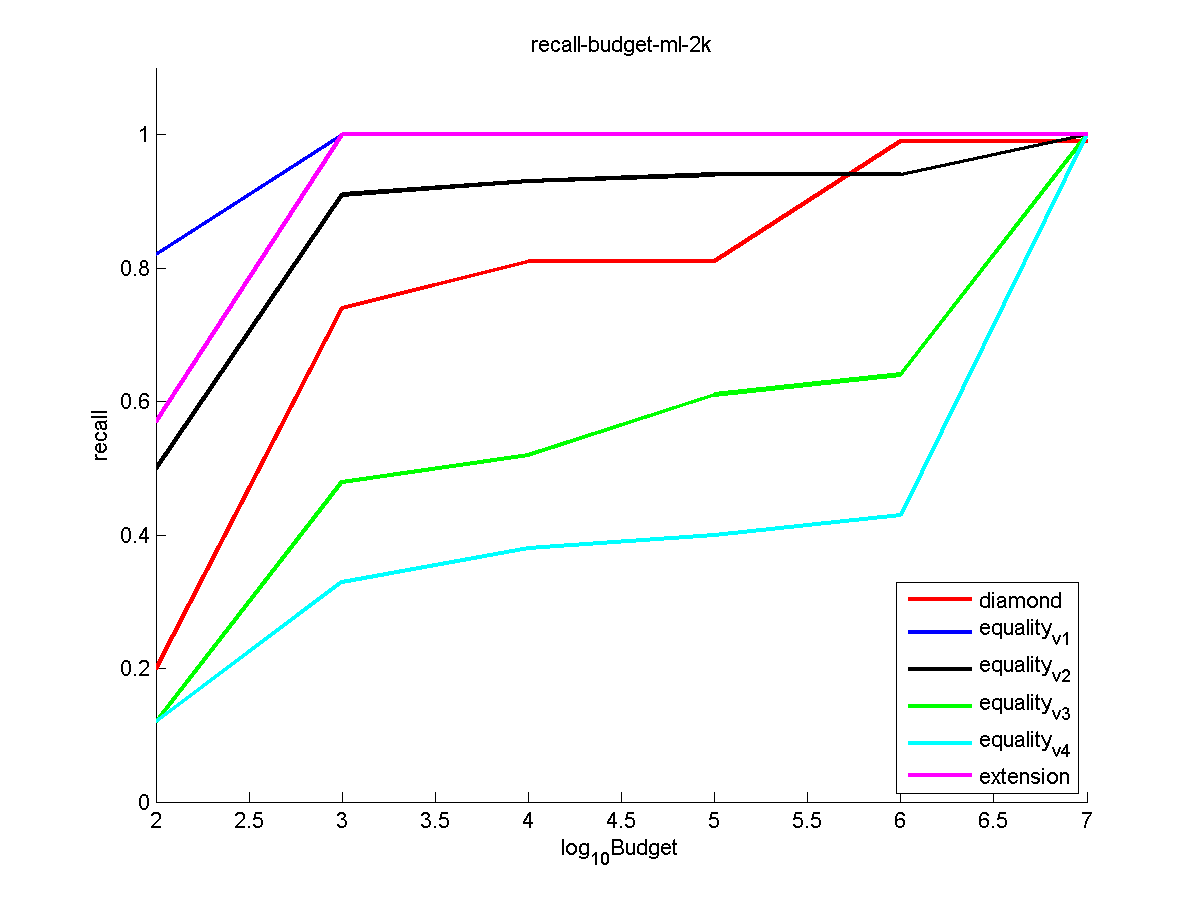 recall-budget-ml-2k
1
0.8
0.6
0.4
0.2
0
recall
2 2.5 3 3.5 4 4.5 5 5.5 6 6.5 7
log10Budget
diamond
equalityv1
equalityv2
equalityv3
equalityv4
extension